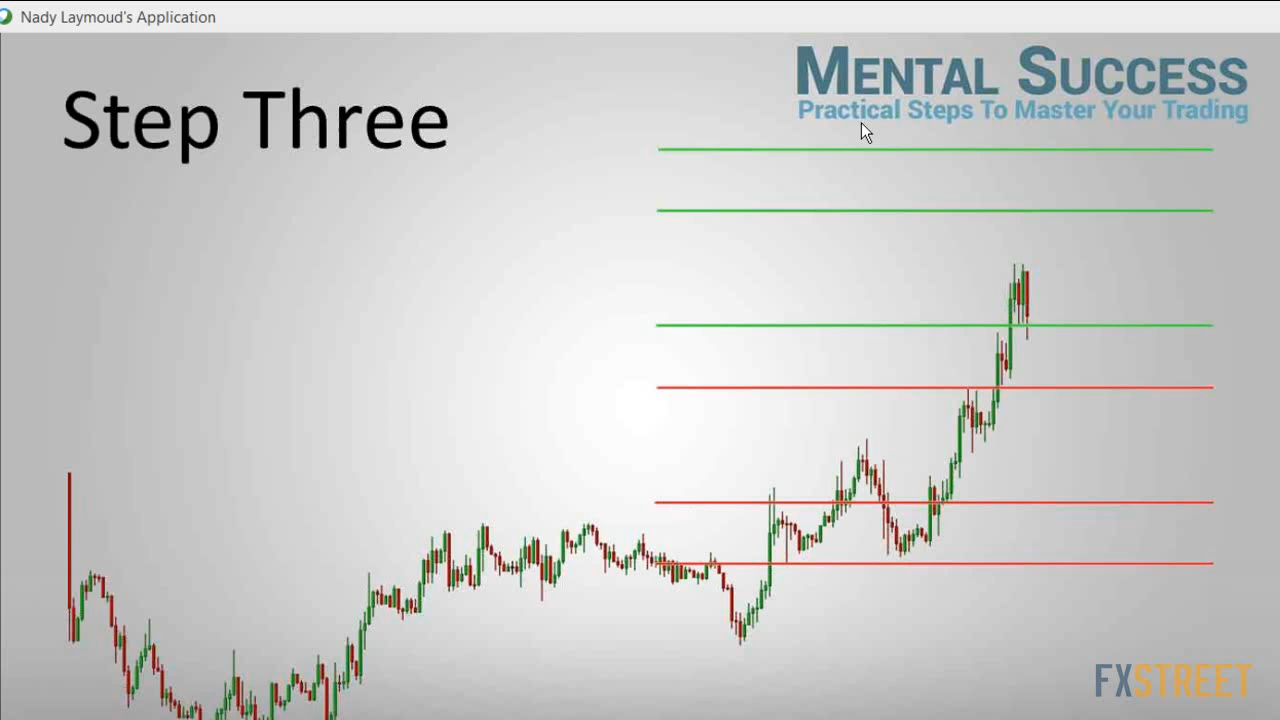 Nady Laymoud's Application
Step Three
MENTAL SUCCESS
Practical Steps To Master Your Trading
FXSTREET